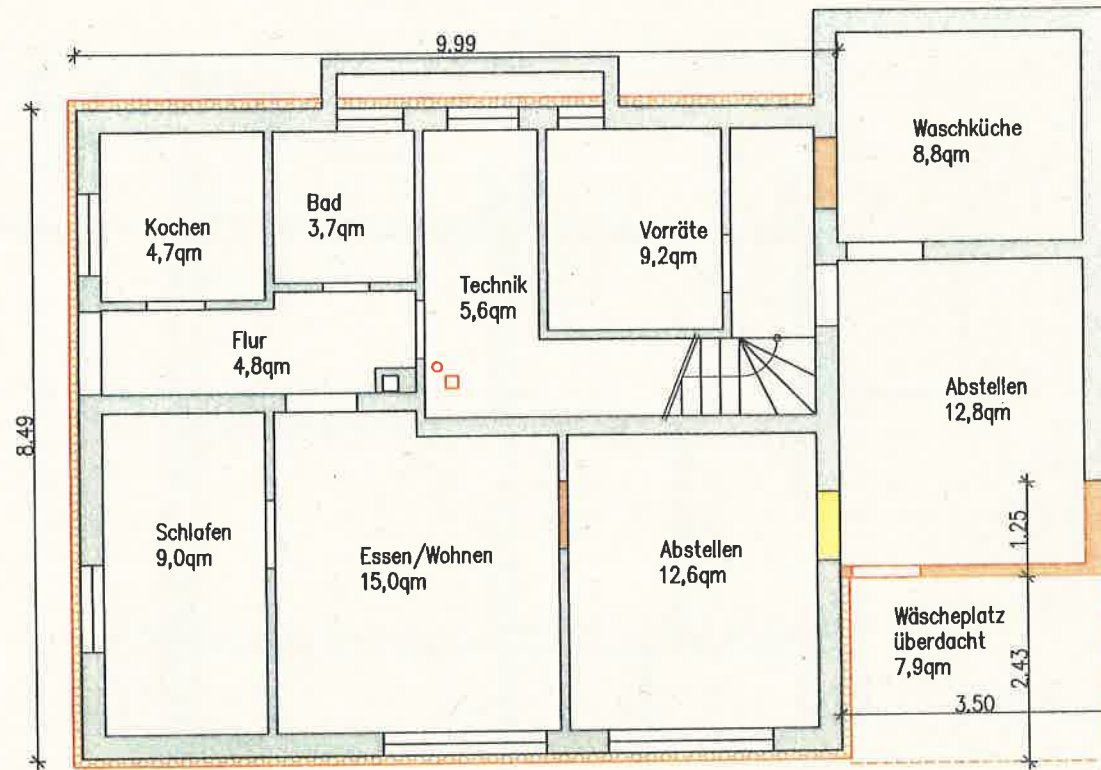 9.99
Waschküche
8,8qm
Kochen
4,7qm
Bad
3,7qm
Vorräte
9,2qm
Technik
5,6qm
Flur
4,8qm
Abstellen
12,8qm
8.49
Schlafen
9,0qm
Essen/Wohnen
15,0qm
Abstellen
12,6qm
1.25
Wäscheplatz
überdacht
7,9qm
2.43
3.50